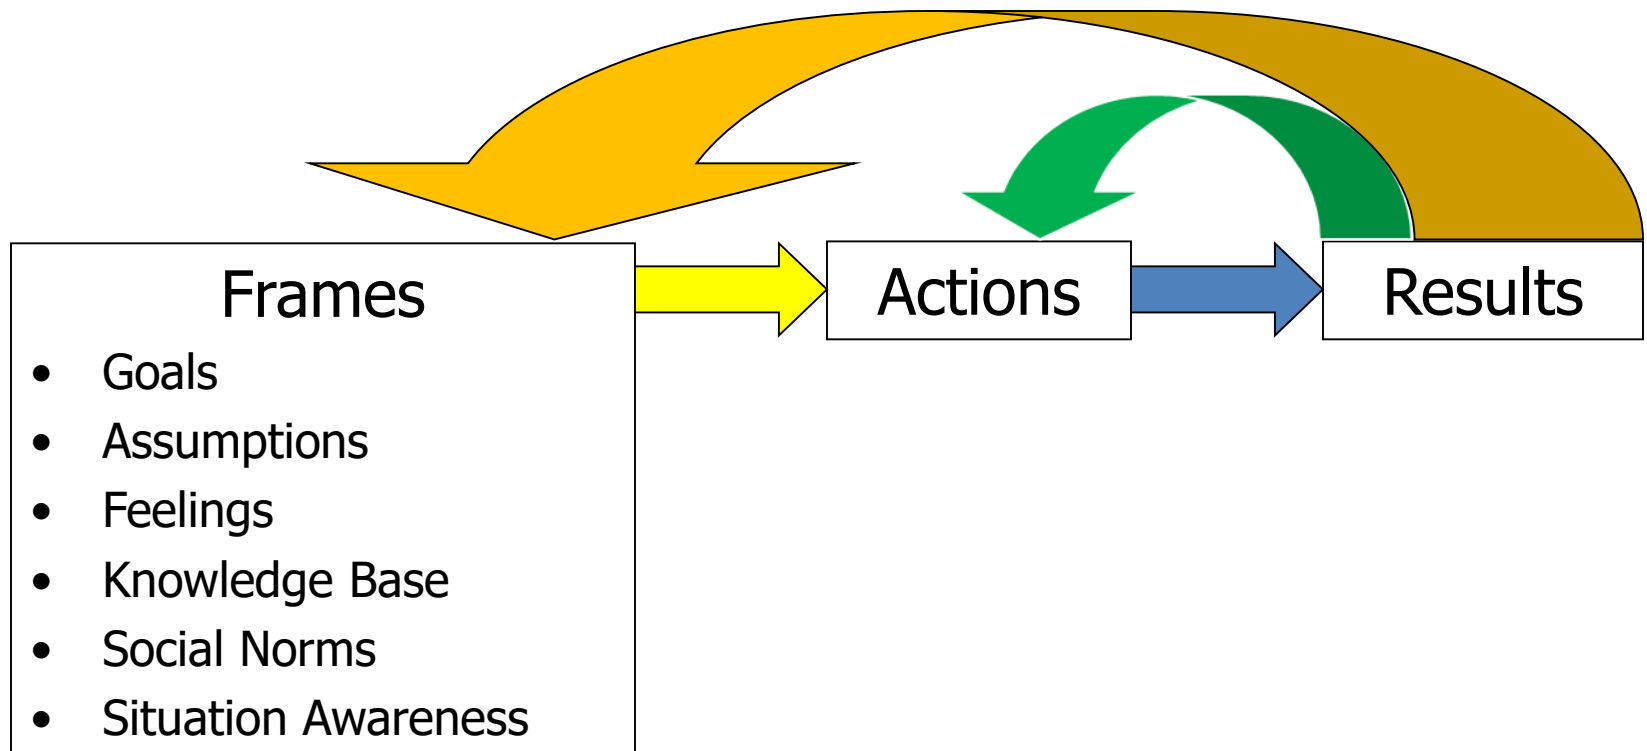 Frames
• Goals
• Assumptions
• Feelings
• Knowledge Base
• Social Norms
• Situation Awareness
Actions
Results